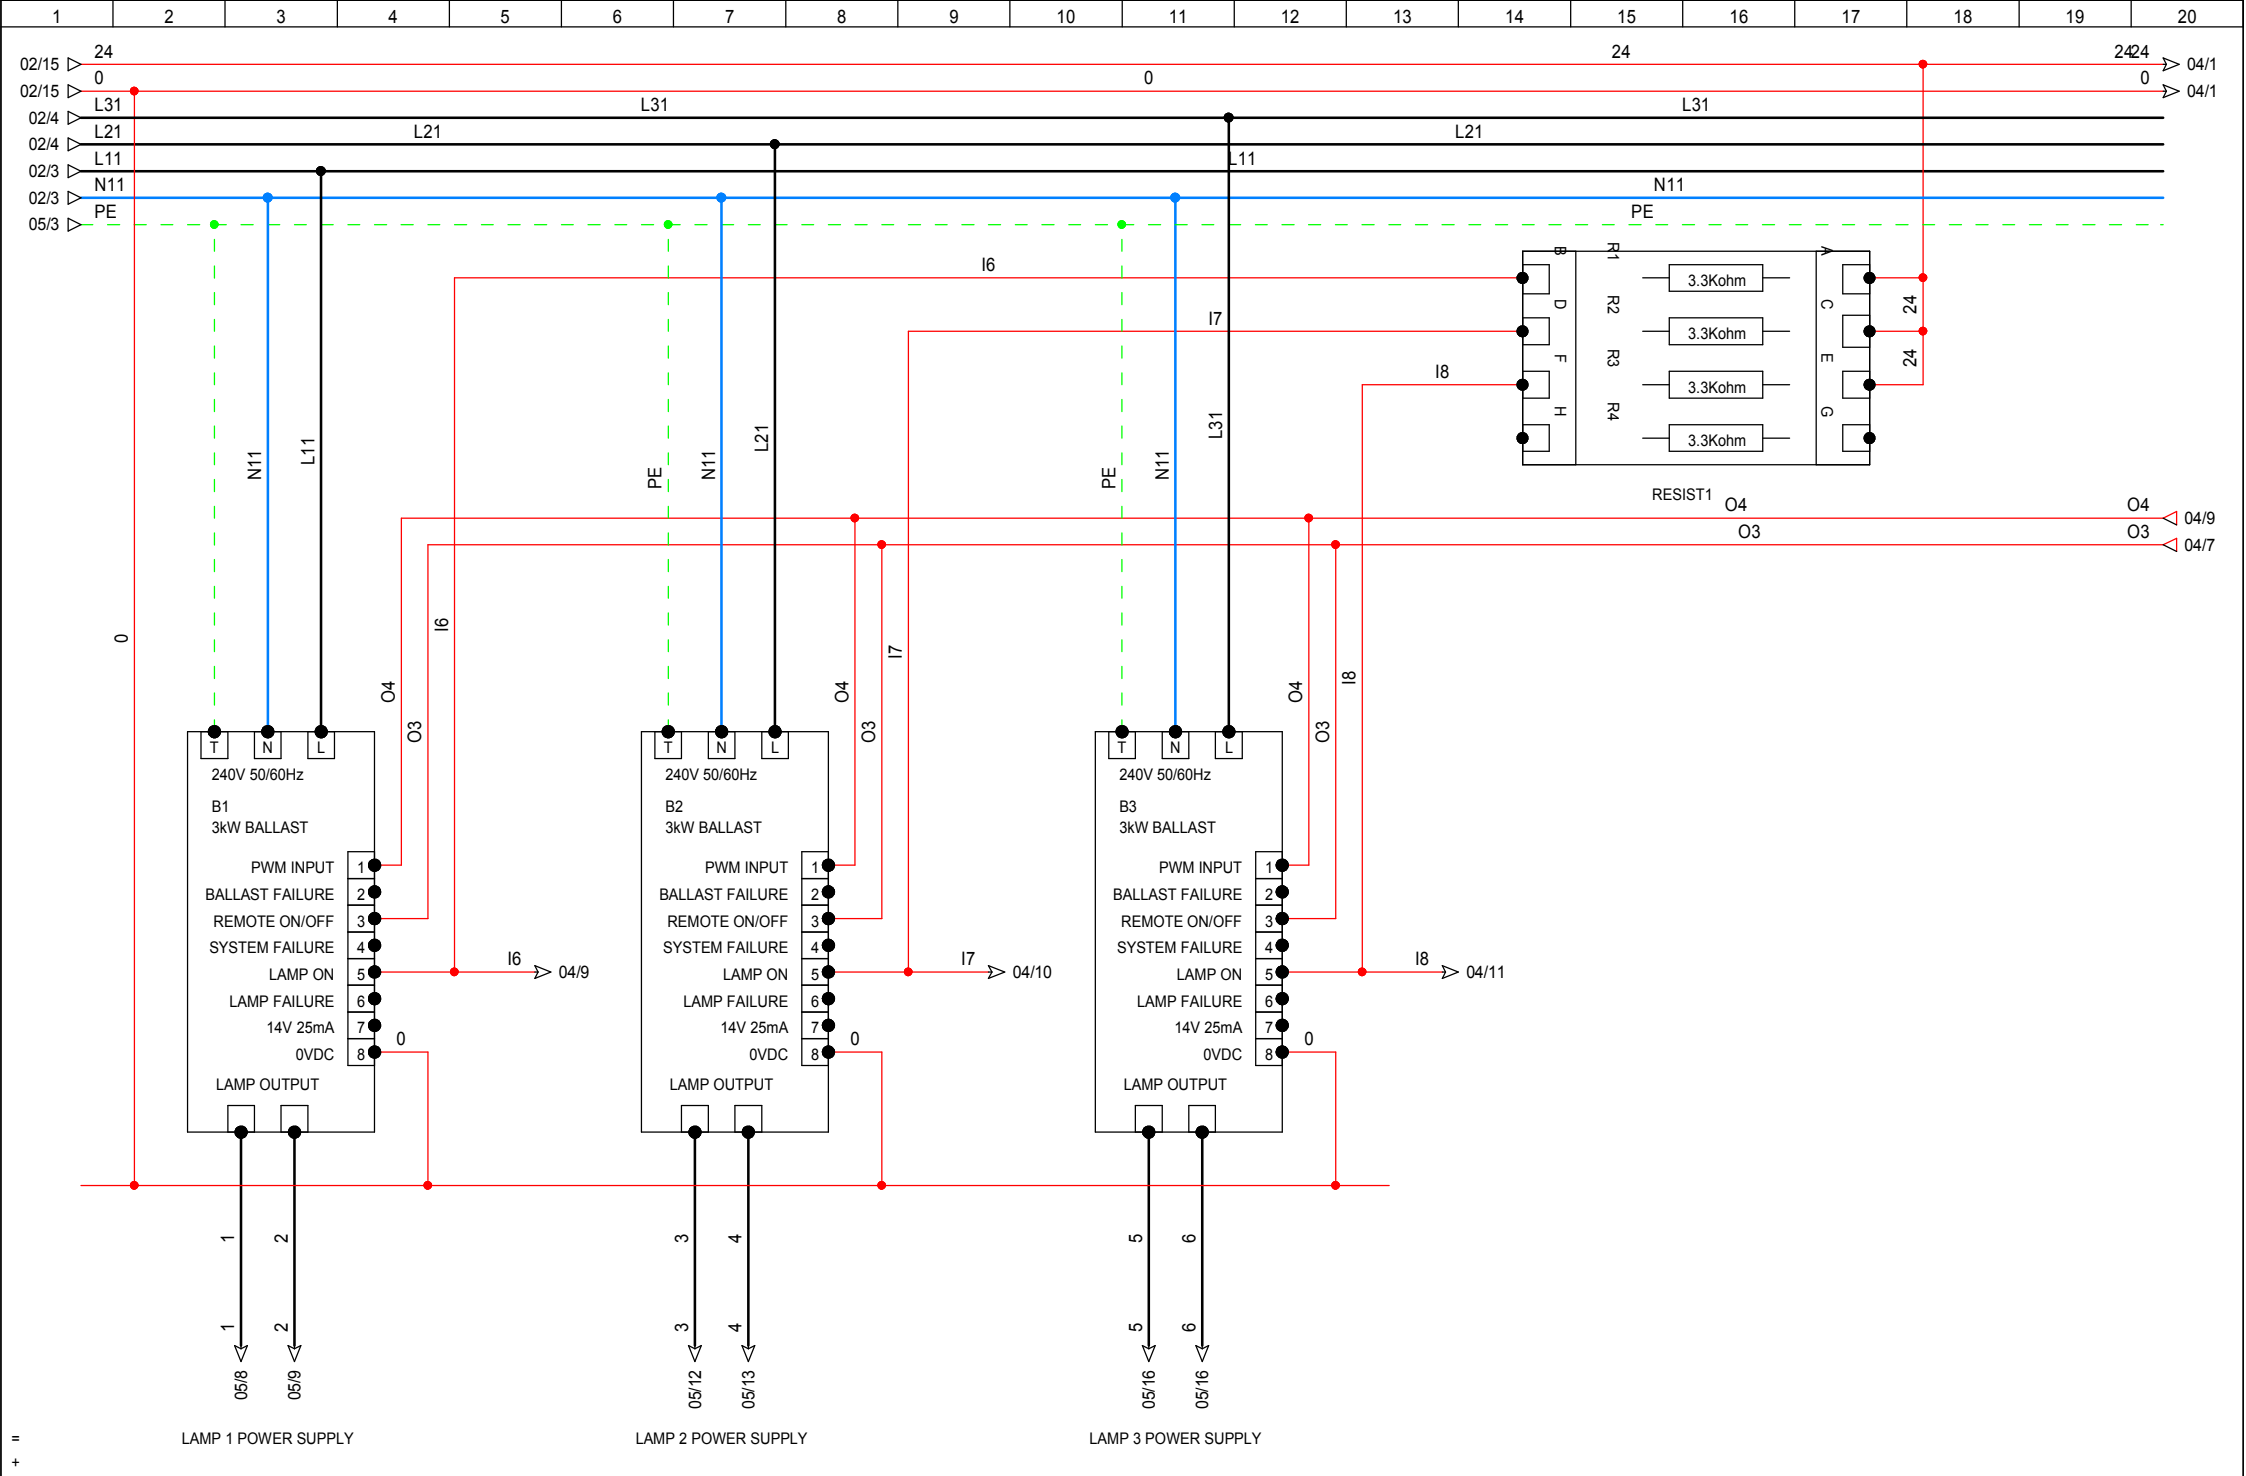 1 2 3 4 5 6 7 8 9 10 11 12 13 14 15 16 17 18 19 20
24 24 2424
02/15 04/1
0 0 0
02/15 04/1
L31 L31 L31
02/4
L21 L21 L21
02/4
L11 L11
02/3
N11 N11
02/3
PE PE
05/3
I6
B R1 A
3.3Kohm
I7
D R2 C
24
3.3Kohm
I8
F R3 E
24
3.3Kohm
H R4 G
3.3Kohm
RESIST1
N11 L11 PE N11 L21 PE N11 L31
O4 O4
04/9
O3 O3
04/7
0 I6 I7 I8
O4 O3 O4 O3 O4 O3
T N L
240V 50/60Hz
B1
3kW BALLAST
PWM INPUT 1
BALLAST FAILURE 2
REMOTE ON/OFF 3
SYSTEM FAILURE 4
LAMP ON 5
I6
04/9
LAMP FAILURE 6
14V 25mA 7
0VDC 8
0
LAMP OUTPUT
1 2
1 2
05/8 05/9
LAMP 1 POWER SUPPLY
T N L
240V 50/60Hz
B2
3kW BALLAST
PWM INPUT 1
BALLAST FAILURE 2
REMOTE ON/OFF 3
SYSTEM FAILURE 4
LAMP ON 5
I7
04/10
LAMP FAILURE 6
14V 25mA 7
0VDC 8
0
LAMP OUTPUT
3 4
3 4
05/12 05/13
LAMP 2 POWER SUPPLY
T N L
240V 50/60Hz
B3
3kW BALLAST
PWM INPUT 1
BALLAST FAILURE 2
REMOTE ON/OFF 3
SYSTEM FAILURE 4
LAMP ON 5
I8
04/11
LAMP FAILURE 6
14V 25mA 7
0VDC 8
0
LAMP OUTPUT
5 6
5 6
05/16 05/16
LAMP 3 POWER SUPPLY
=
+